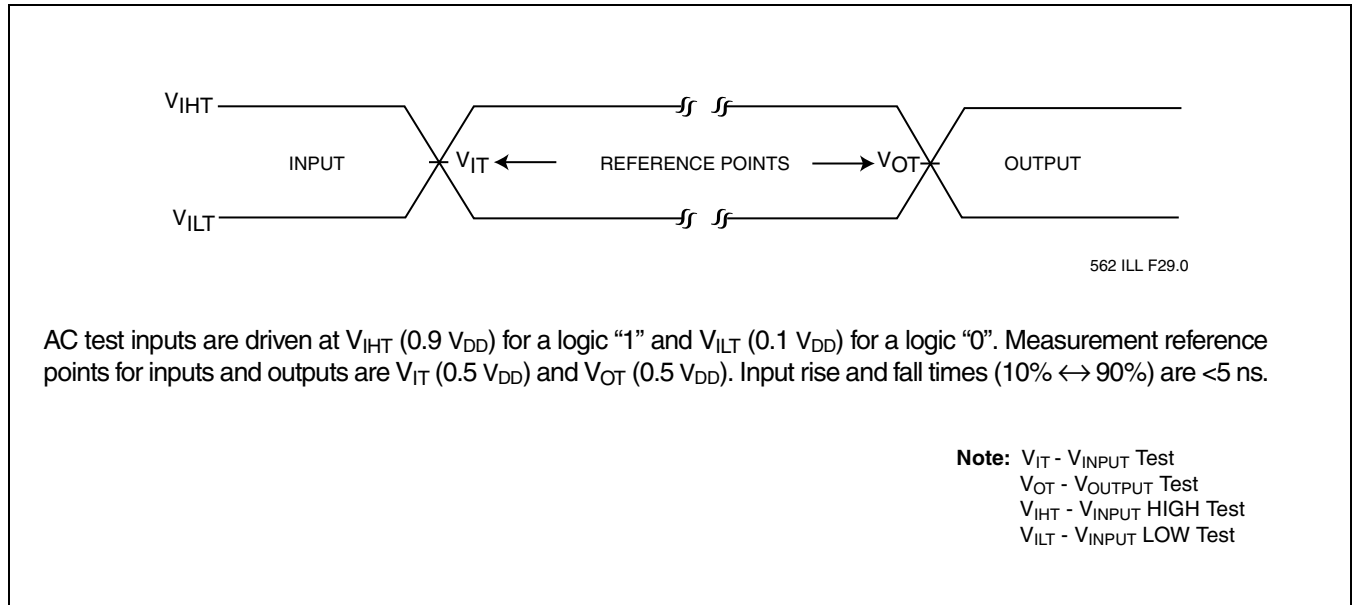 VIHT
INPUT VIT REFERENCE POINTS VOT OUTPUT
VILT
562 ILL F29.0
AC test inputs are driven at VIHT (0.9 VDD) for a logic “1” and VILT (0.1 VDD) for a logic “0”. Measurement reference
points for inputs and outputs are VIT (0.5 VDD) and VOT (0.5 VDD). Input rise and fall times (10% ↔ 90%) are <5 ns.
Note: VIT - VINPUT Test
VOT - VOUTPUT Test
VIHT - VINPUT HIGH Test
VILT - VINPUT LOW Test